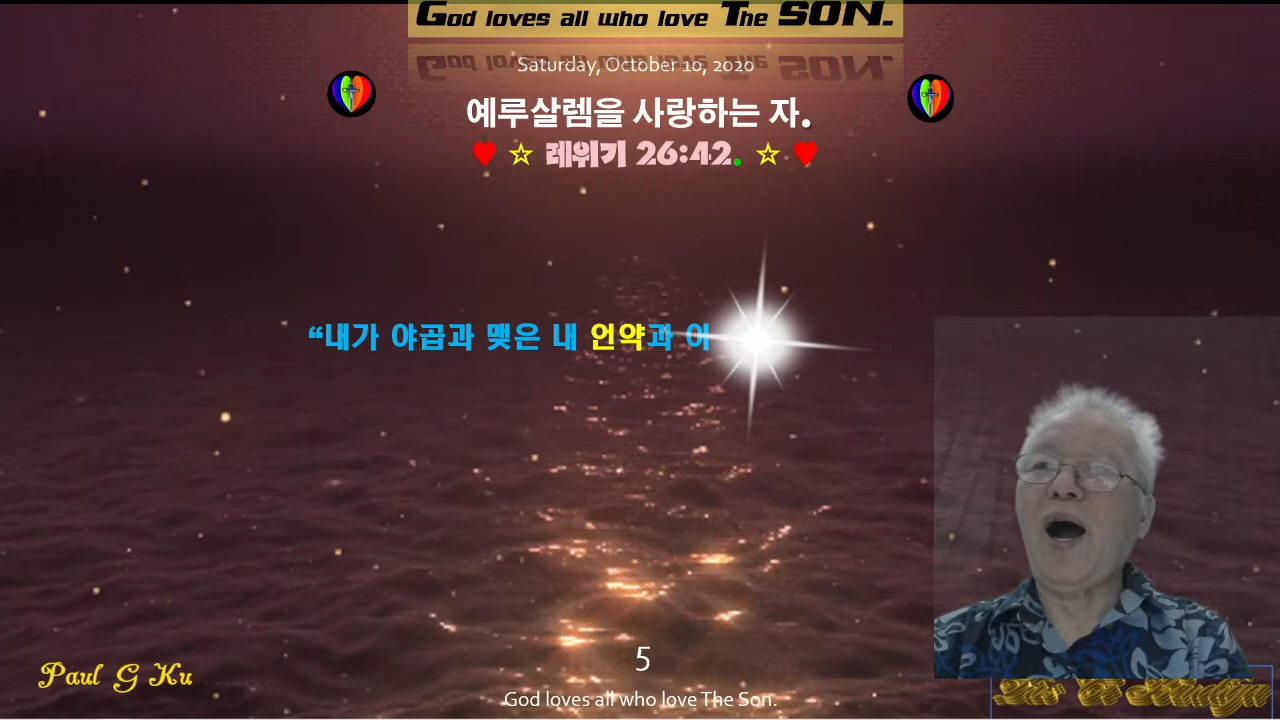 God loves all who love The SON.
Saturday, October 10, 2020
예루살렘을 사랑하는 자.
♥ ☆ 레위기 26:42. ☆ ♥
“내가 야곱과 맺은 내 언약과 이
5
Paul G Ku
God loves all who love The Son.